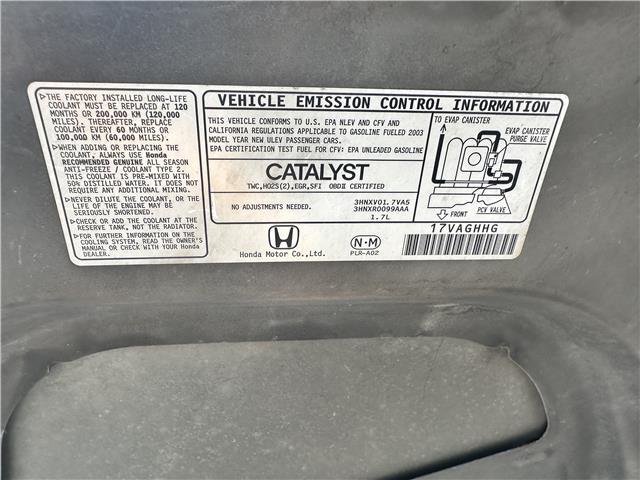 ▷THE FACTORY INSTALLED LONG-LIFE
COOLANT MUST BE REPLACED AT 120
MONTHS OR 200,000 KM (120,000
MILES). THEREAFTER, REPLACE
COOLANT EVERY 60 MONTHS OR
100,000 KM (60,000 MILES).
▷WHEN ADDING OR REPLACING THE
COOLANT, ALWAYS USE Honda
RECOMMENDED GENUINE ALL SEASON
ANTI-FREEZE / COOLANT TYPE 2.
THIS COOLANT IS PRE-MIXED WITH
50% DISTILLED WATER. IT DOES NOT
REQUIRE ANY ADDITIONAL MIXING.
▷NEVER DILUTE THE COOLANT, OR THE
LIFE OF THE ENGINE MAY BE
SUBSTANTIALLY REDUCED.
▷CHECK OR ADD THE COOLANT AT THE
RESERVE TANK, NOT THE RADIATOR.
▷FOR FURTHER INFORMATION ON THE
COOLING SYSTEM, READ THE OWNER'S
MANUAL OR CHECK WITH YOUR Honda
DEALER.
VEHICLE EMISSION CONTROL INFORMATION
THIS VEHICLE CONFORMS TO U.S. EPA NLEV AND CFV AND
CALIFORNIA REGULATIONS APPLICABLE TO GASOLINE FUELED 2003
MODEL YEAR NEW ULEV PASSENGER CARS.
EPA CERTIFICATION TEST FUEL FOR CFV: EPA UNLEADED GASOLINE
CATALYST
TWC,HO2S(2),EGR,SFI OBDⅡ CERTIFIED
NO ADJUSTMENTS NEEDED.
3HNXV01.7VA5
3HNXR0099AAA
1.7L
TO EVAP CANISTER
EVAP CANISTER
PURGE VALVE
FRONT
PCV VALVE
Honda Motor Co.,Ltd.
N-M
PLR-A02
17VAGHHG